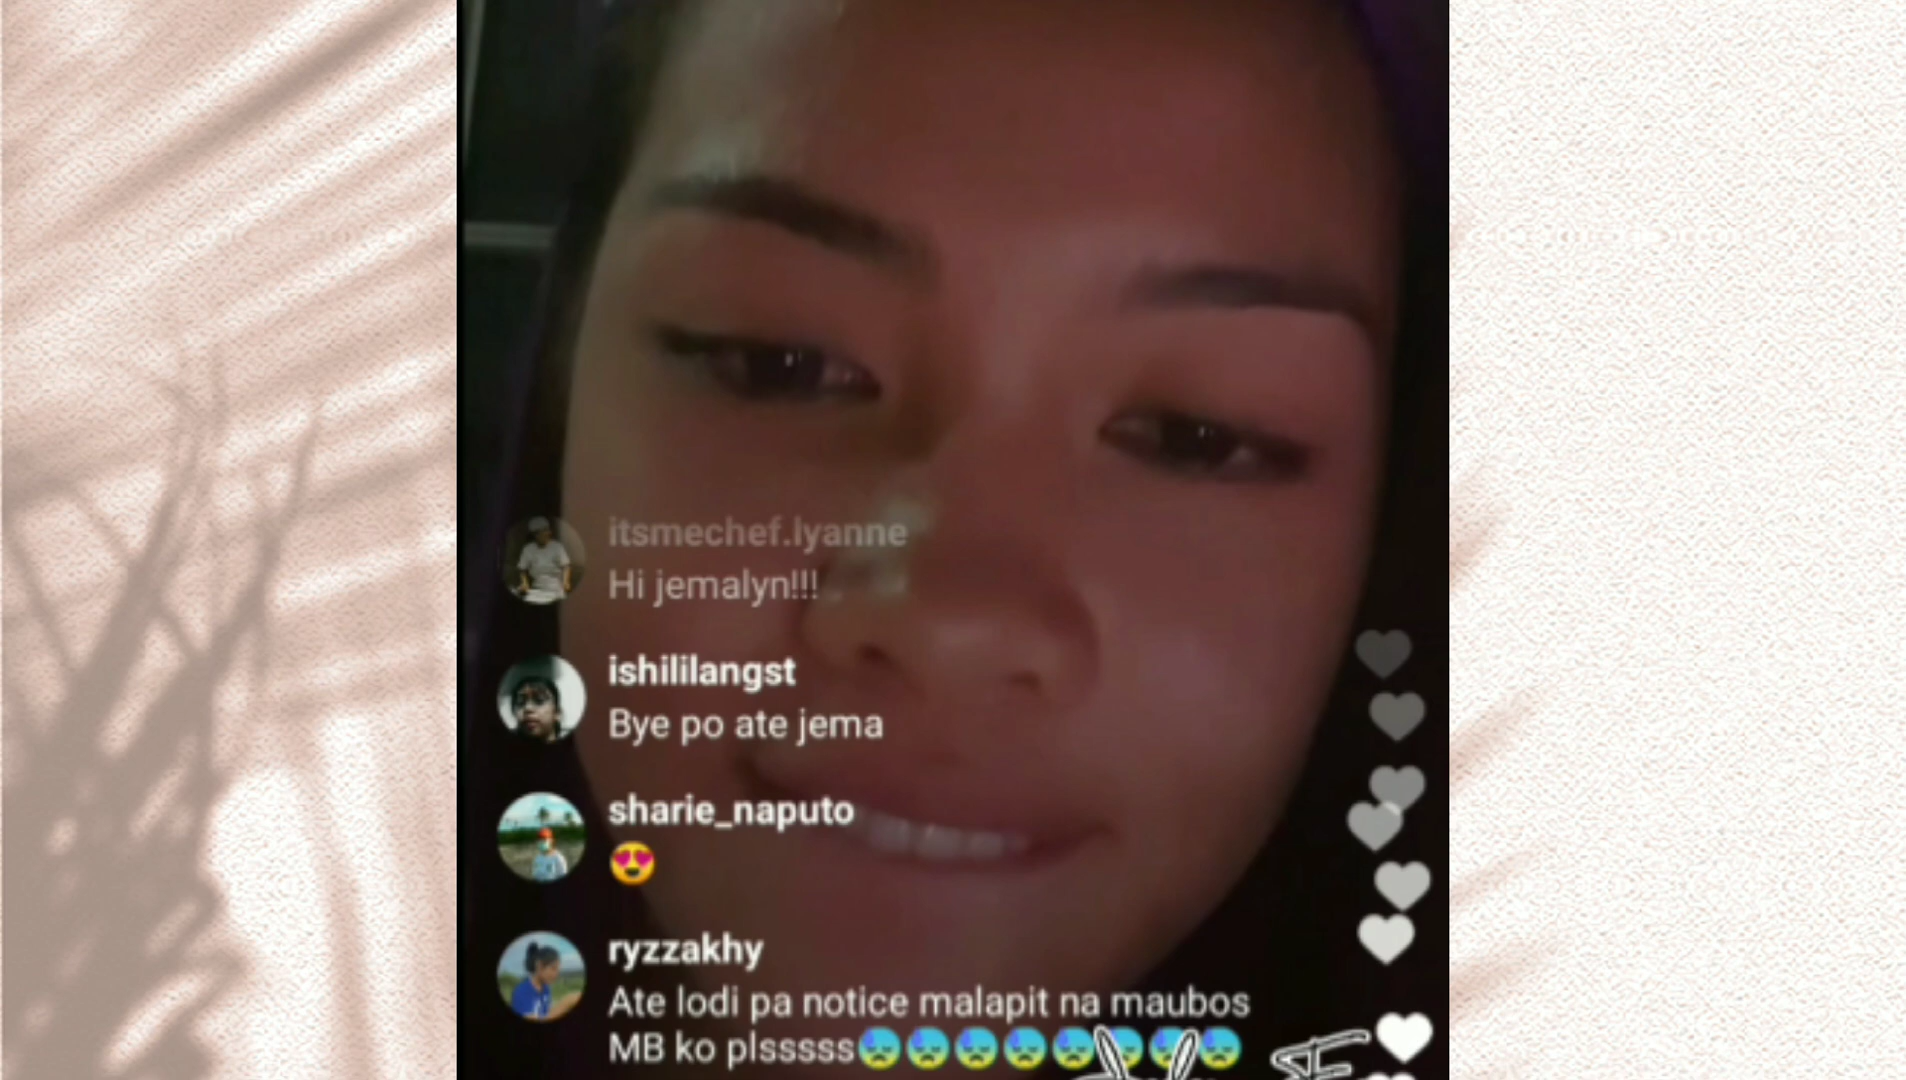 itsmechef.lyanne
Hi jemalyn!!!
ishililangst
Bye po ate jema
sharie_naputo
😍
ryzzakhy
Ate lodi pa notice malapit na maubos
MB ko plsssss😰😰😰😰😰😰😰😰